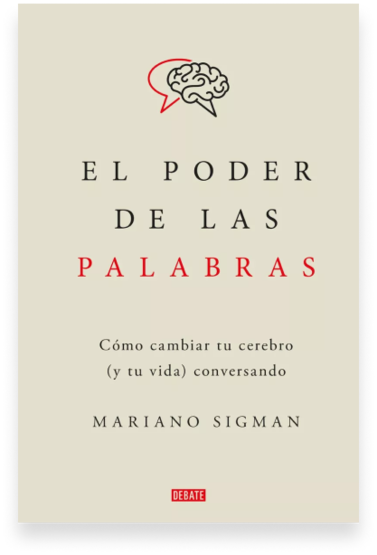 EL PODER
DE LAS
PALABRAS
Cómo cambiar tu cerebro
(y tu vida) conversando
MARIANO SIGMAN
DEBATE